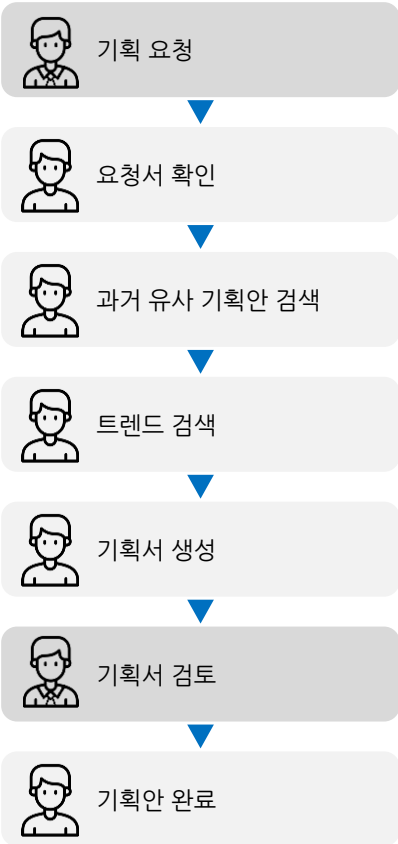 기획 요청
요청서 확인
과거 유사 기획안 검색
트렌드 검색
기획서 생성
기획서 검토
기획안 완료